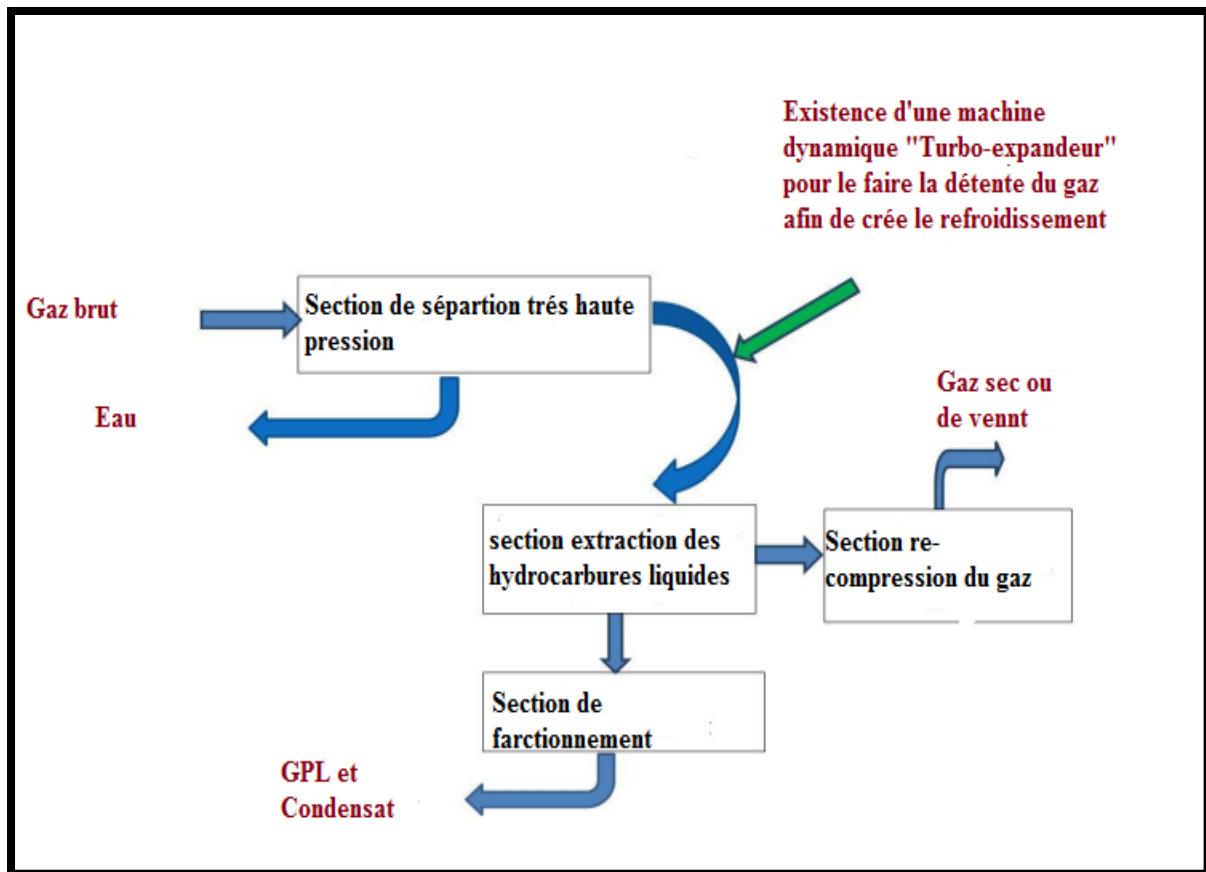 Existence d'une machine
dynamique "Turbo-expandeur"
pour le faire la détente du gaz
afin de crée le refroidissement
Gaz brut
Section de sépartion trés haute
pression
Eau
Gaz sec ou
de vennt
section extraction des
hydrocarbures liquides
Section re-
compression du gaz
Section de
farctionnement
GPL et
Condensat